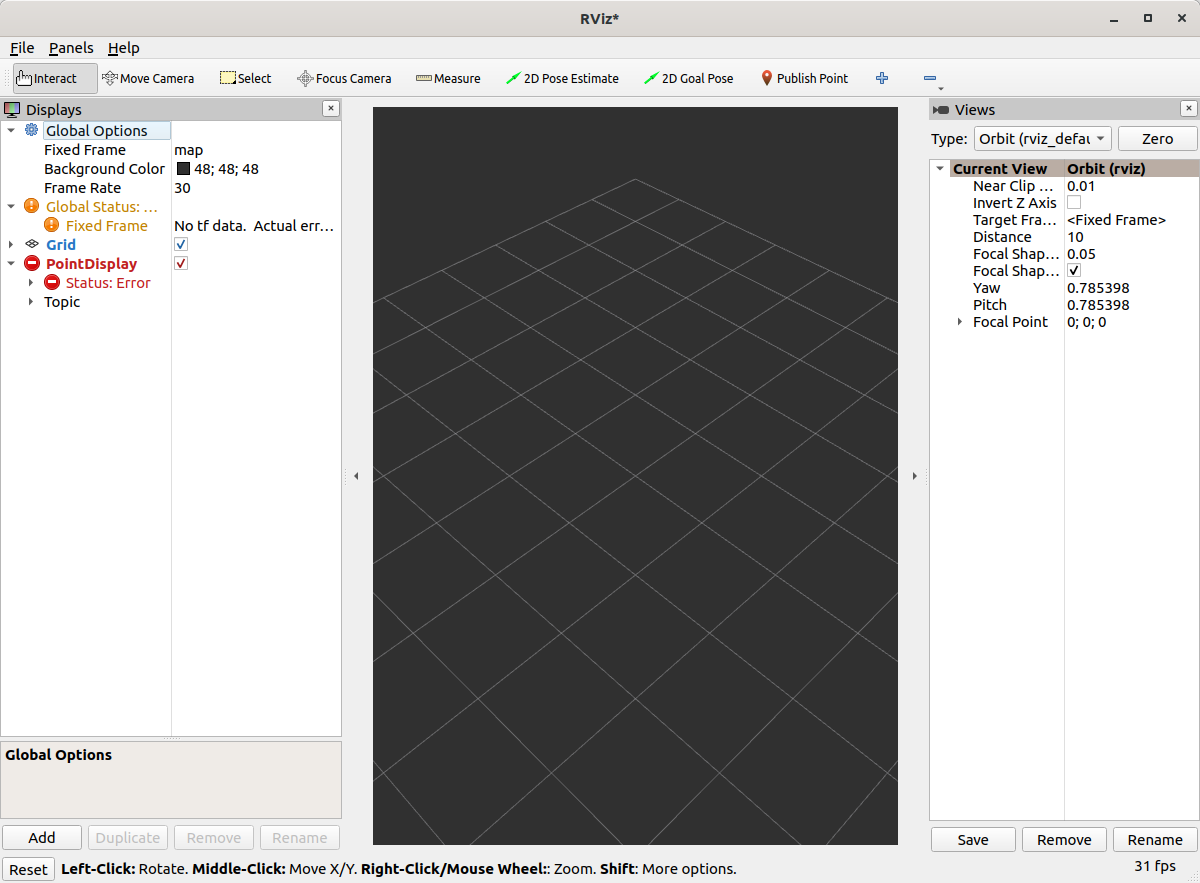 RViz*
File Panels Help
Interact Move Camera Select Focus Camera Measure 2D Pose Estimate 2D Goal Pose Publish Point
Displays
Global Options
Fixed Frame map
Background Color 48; 48; 48
Frame Rate 30
Global Status: ...
Fixed Frame No tf data. Actual err...
Grid
PointDisplay
Status: Error
Topic
Global Options
Add Duplicate Remove Rename
Views
Type: Orbit (rviz_defau Zero
Current View Orbit (rviz)
Near Clip ... 0.01
Invert Z Axis
Target Fra... <Fixed Frame>
Distance 10
Focal Shap... 0.05
Focal Shap...
Yaw 0.785398
Pitch 0.785398
Focal Point 0; 0; 0
Save Remove Rename
Reset Left-Click: Rotate. Middle-Click: Move X/Y. Right-Click/Mouse Wheel:: Zoom. Shift: More options. 31 fps